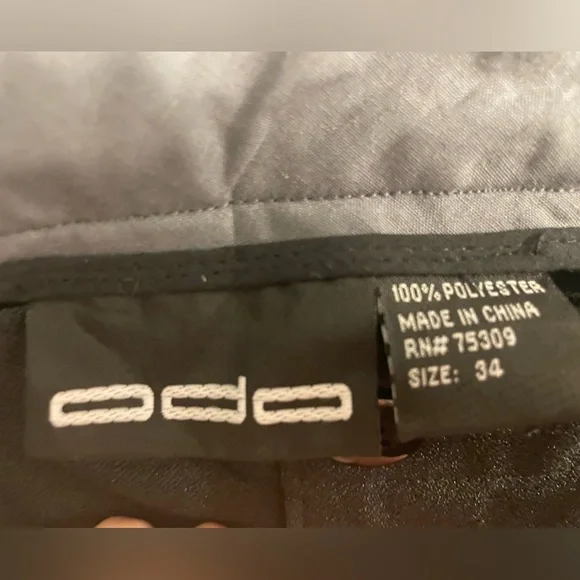 odo
100% POLYESTER
MADE IN CHINA
RN# 75309
SIZE: 34